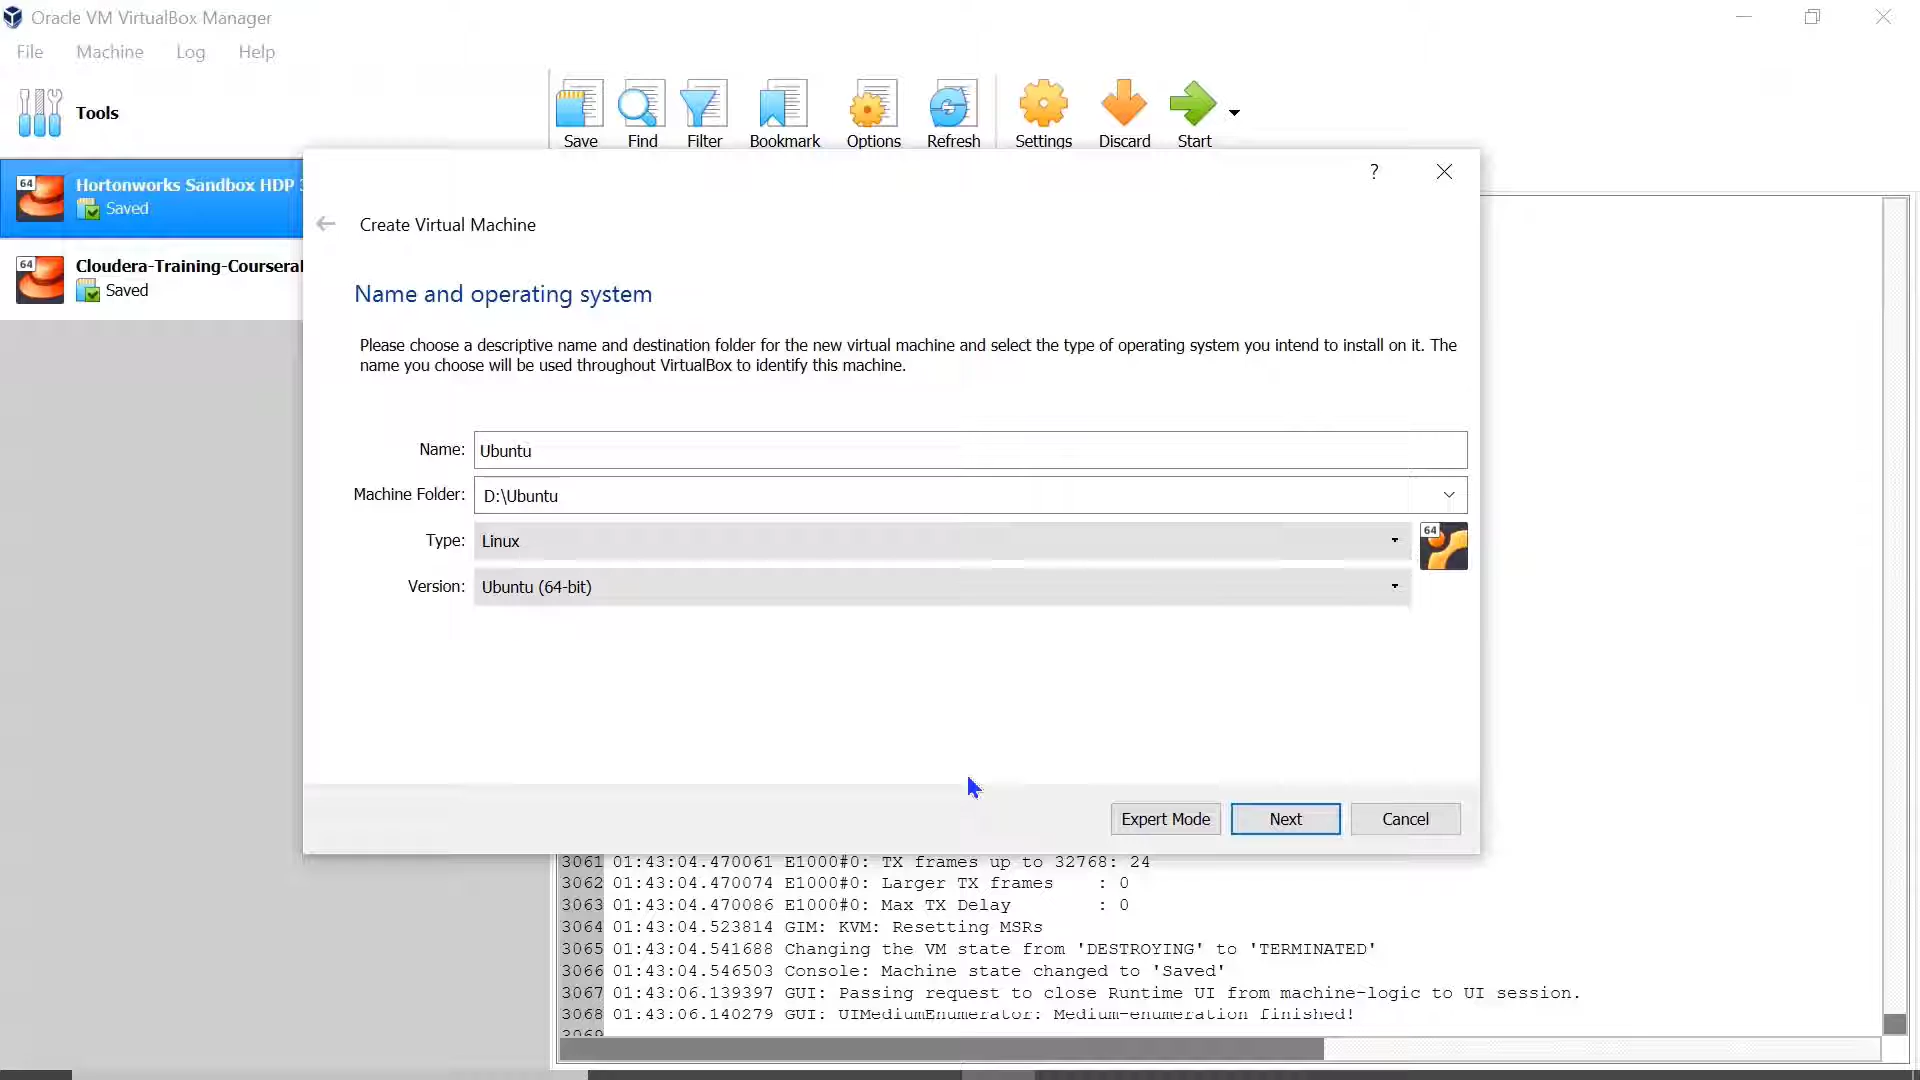 Oracle VM VirtualBox Manager
File Machine Log Help
Tools
Save Find Filter Bookmark Options Refresh Settings Discard Start
64 Hortonworks Sandbox HDP
Saved
64 Cloudera-Training-Coursera
Saved
?
Create Virtual Machine
Name and operating system
Please choose a descriptive name and destination folder for the new virtual machine and select the type of operating system you intend to install on it. The
name you choose will be used throughout VirtualBox to identify this machine.
Name: Ubuntu
Machine Folder: D:\Ubuntu
Type: Linux
64
Version: Ubuntu (64-bit)
Expert Mode Next Cancel
3061 01:43:04.470061 E1000#0: TX frames up to 32768: 24
3062 01:43:04.470074 E1000#0: Larger TX frames : 0
3063 01:43:04.470086 E1000#0: Max TX Delay : 0
3064 01:43:04.523814 GIM: KVM: Resetting MSRs
3065 01:43:04.541688 Changing the VM state from 'DESTROYING' to 'TERMINATED'
3066 01:43:04.546503 Console: Machine state changed to 'Saved'
3067 01:43:06.139397 GUI: Passing request to close Runtime UI from machine-logic to UI session.
3068 01:43:06.140279 GUI: UIMediumEnumerator: Medium-enumeration finished!
3069